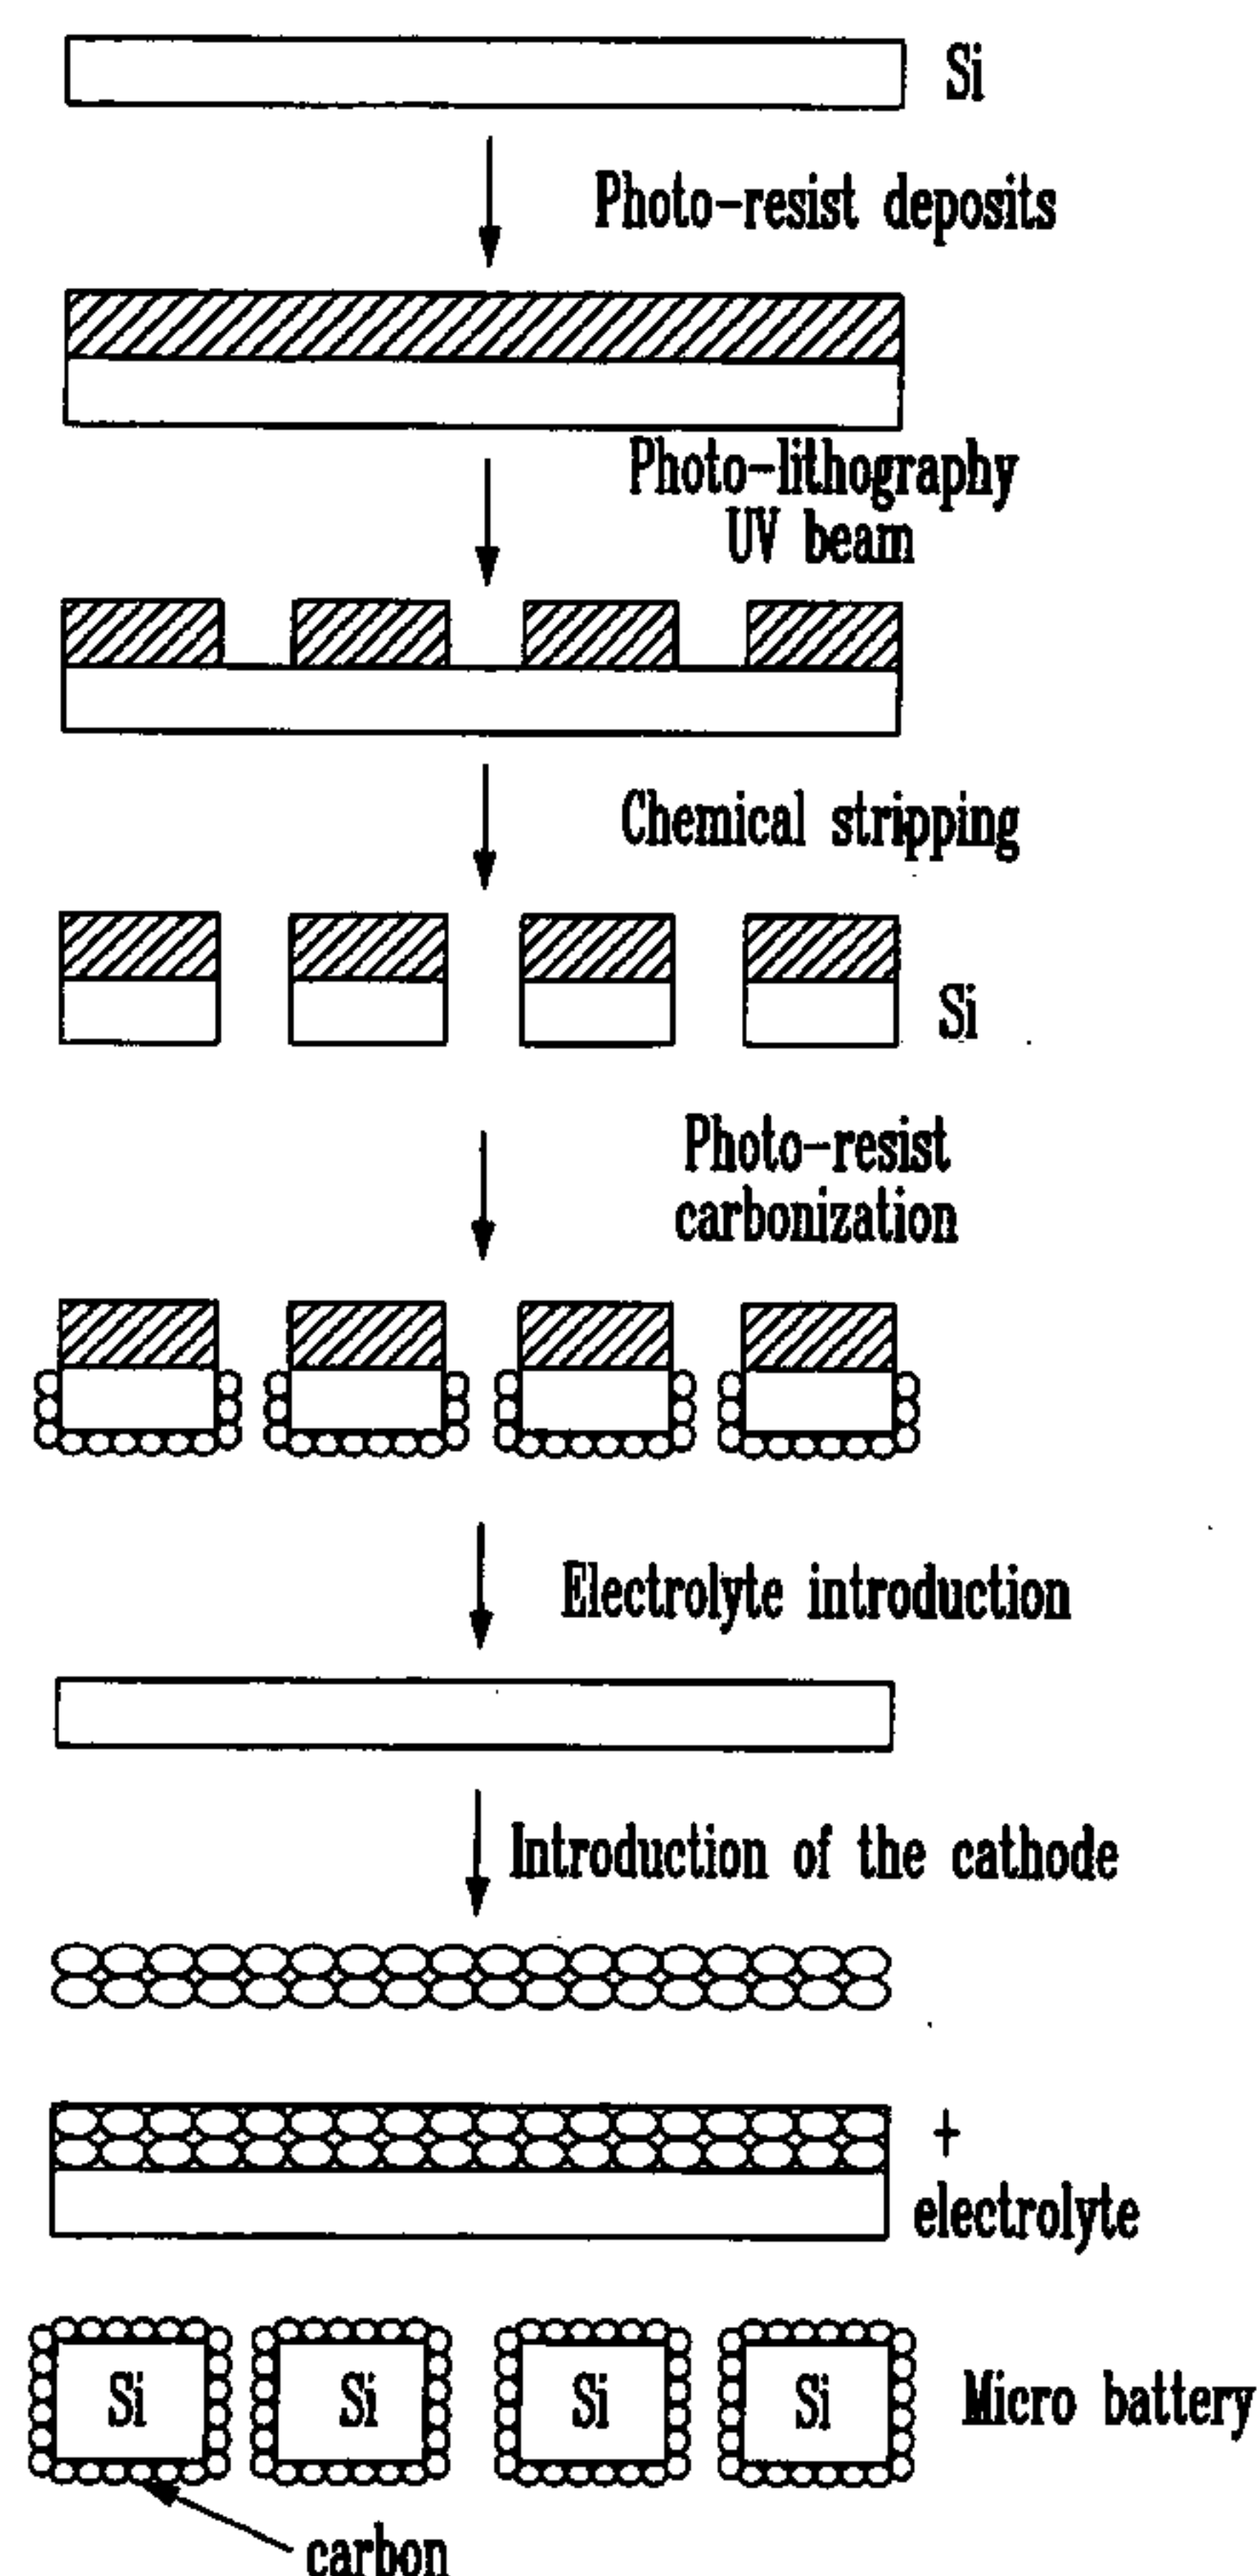 Si
Photo-resist deposits
Photo-lithography
UV beam
Chemical stripping
Si
Photo-resist
carbonization
Electrolyte introduction
Introduction of the cathode
+
electrolyte
Si Si Si Si
Micro battery
carbon